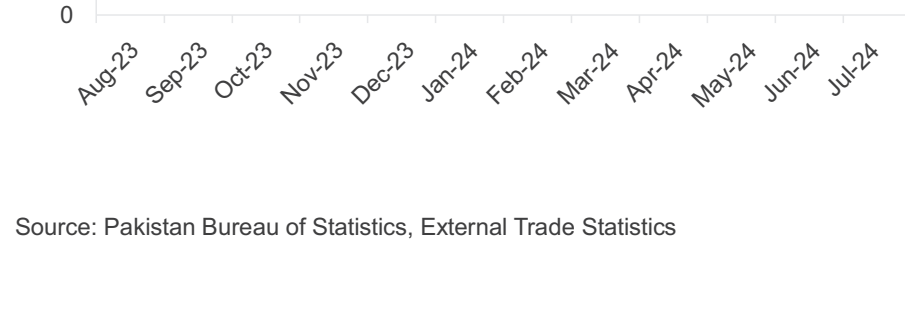 0
Aug-23 Sep-23 Oct-23 Nov-23 Dec-23 Jan-24 Feb-24 Mar-24 Apr-24 May-24 Jun-24 Jul-24
Source: Pakistan Bureau of Statistics, External Trade Statistics